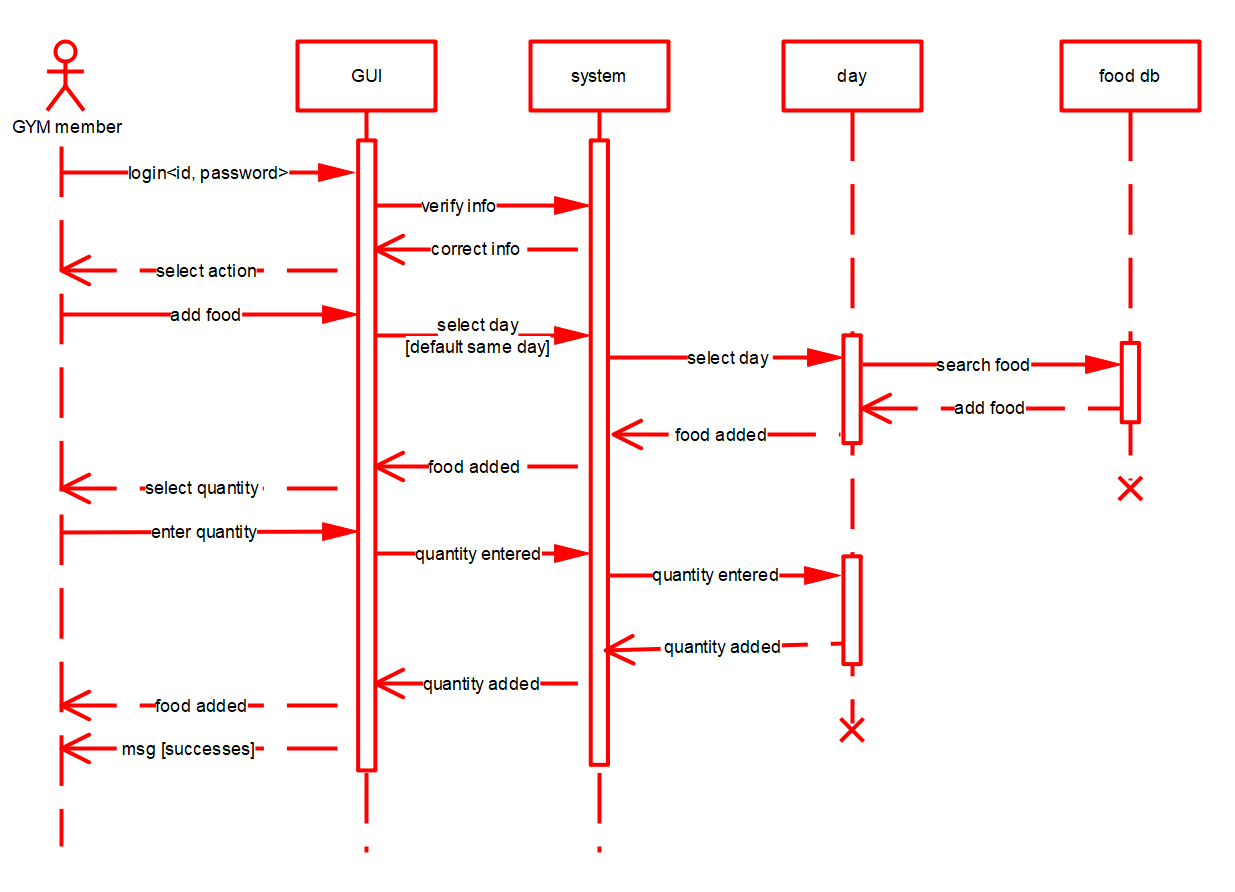 GUI
system
day
food db
GYM member
login<id, password>
verify info
correct info
select action
add food
select day
[default same day]
select day
search food
add food
food added
food added
select quantity
enter quantity
quantity entered
quantity entered
quantity added
quantity added
food added
msg [successes]